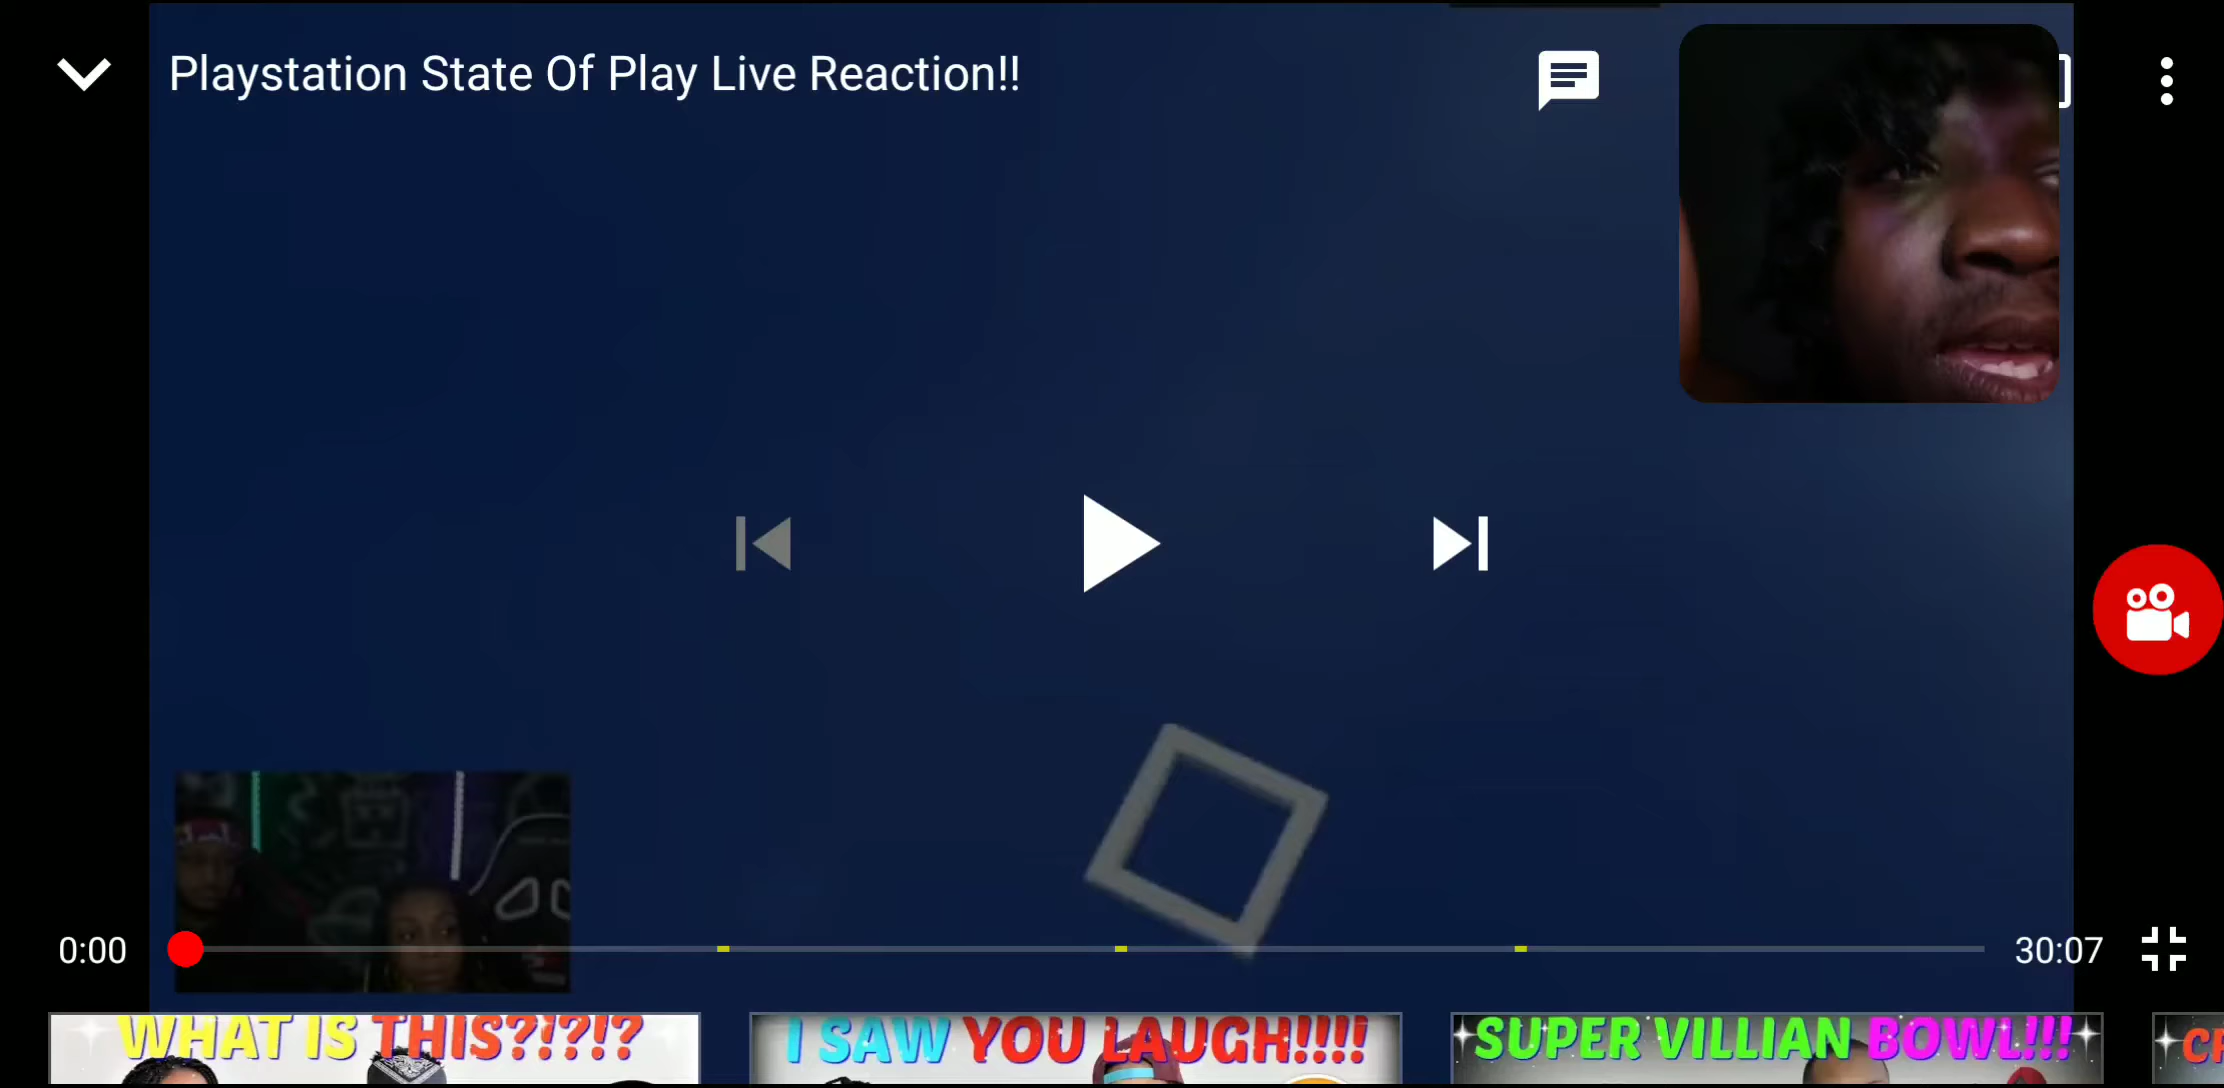 Playstation State Of Play Live Reaction!!
0:00
30:07
WHAT IS THIS?!?!?
I SAW YOU LAUGH!!!!
SUPER VILLIAN BOWL!!!